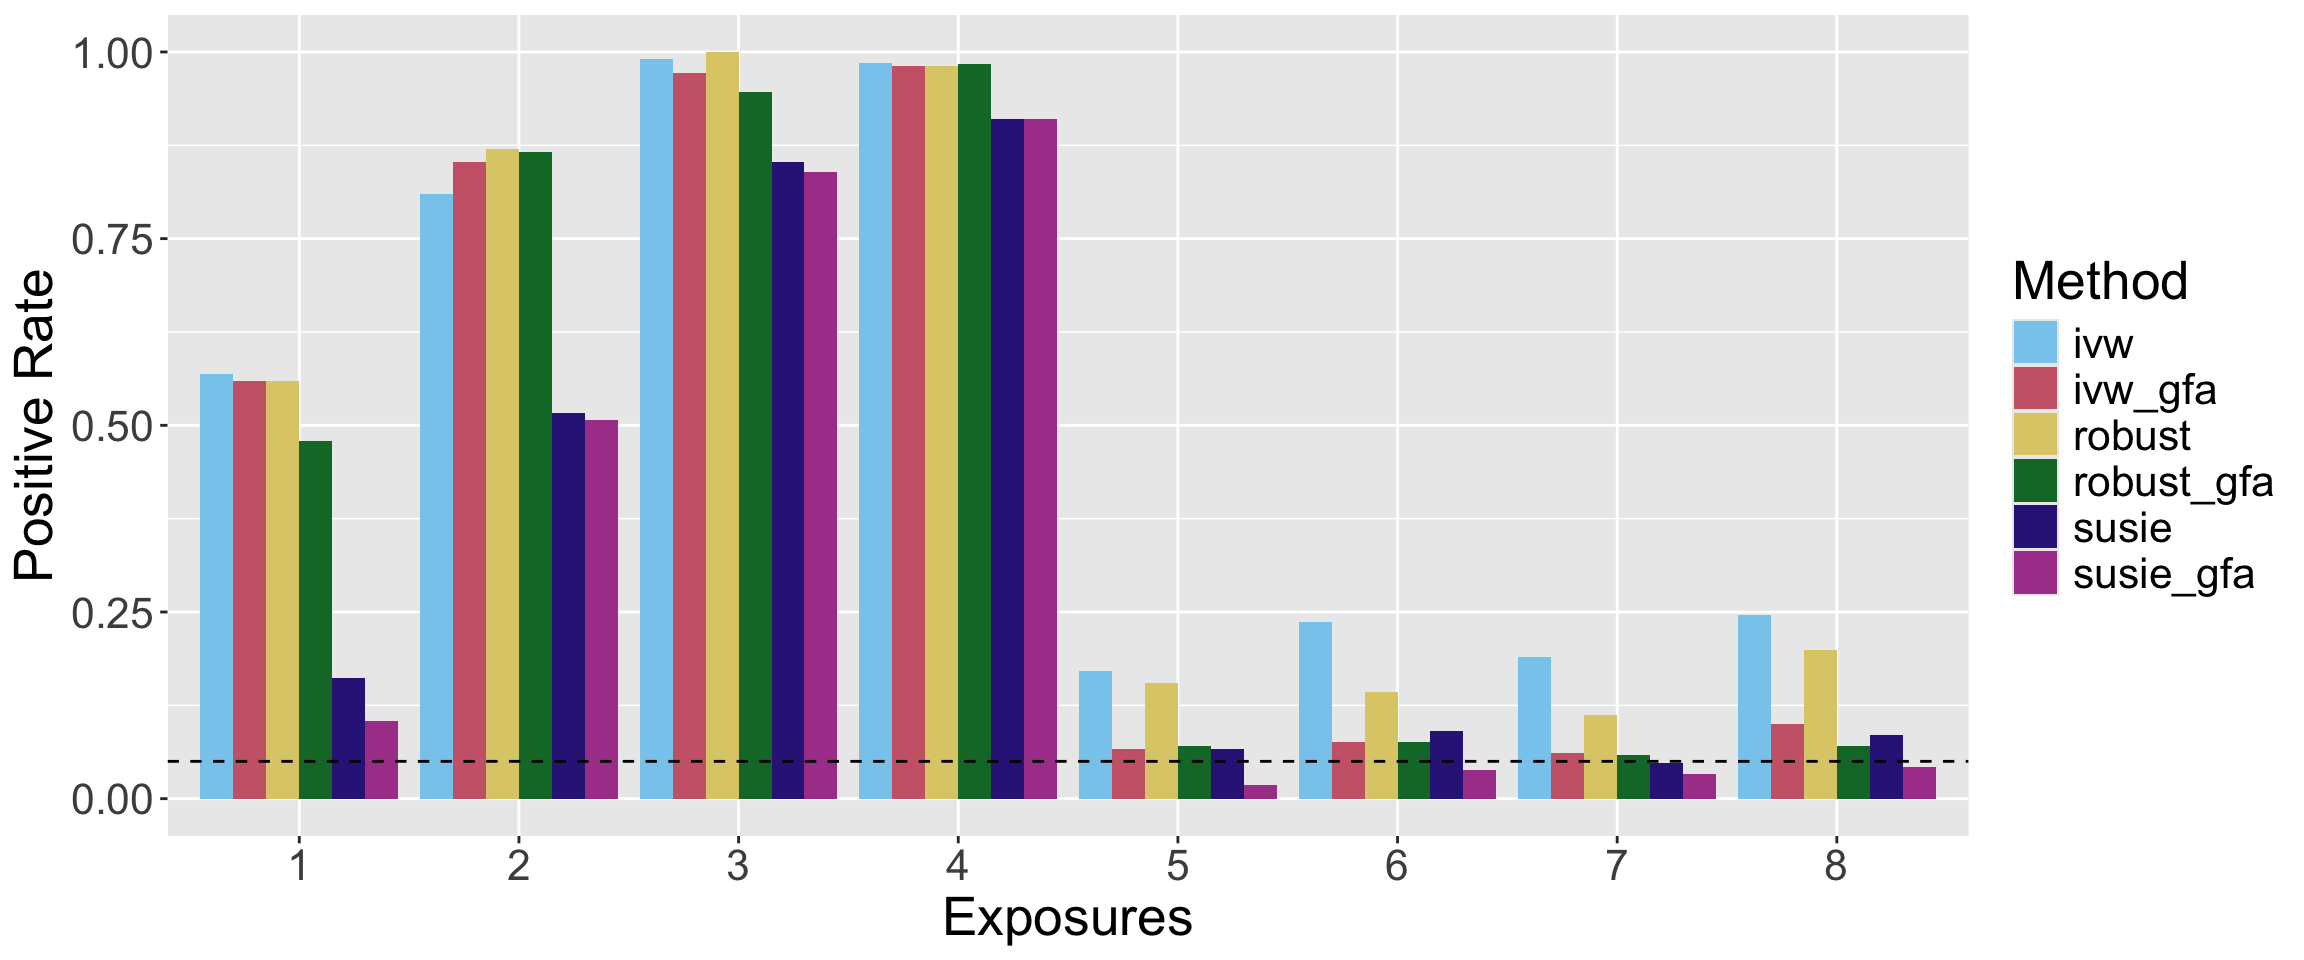 Positive Rate
1.00
0.75
0.50
0.25
0.00
1 2 3 4 5 6 7 8
Exposures
Method
ivw
ivw_gfa
robust
robust_gfa
susie
susie_gfa